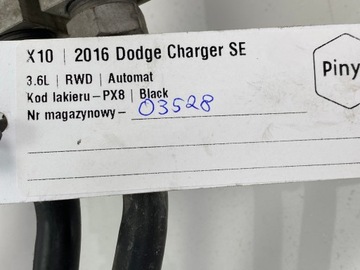 X10 | 2016 Dodge Charger SE
3.6L | RWD | Automat
Kod lakieru – PX8 | Black
Nr magazynowy – 03528
Piny